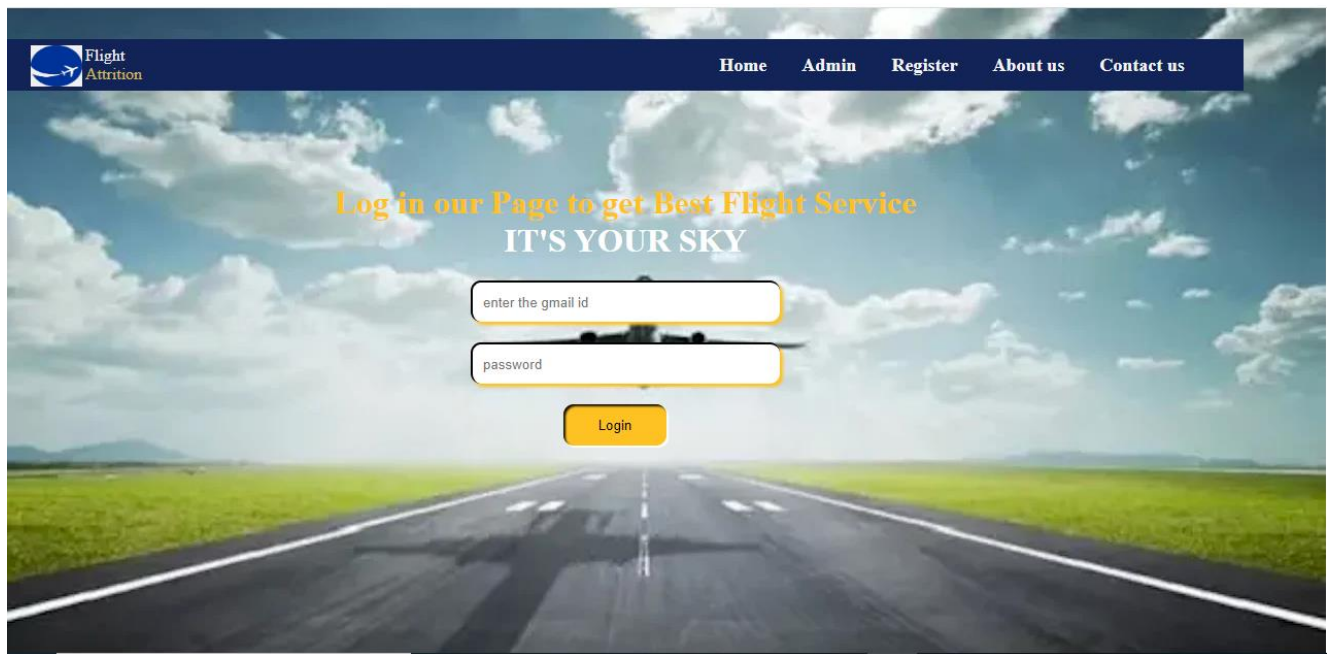 Flight
Attrition
Home Admin Register About us Contact us
Log in our Page to get Best Flight Service
IT'S YOUR SKY
enter the gmail id
password
Login